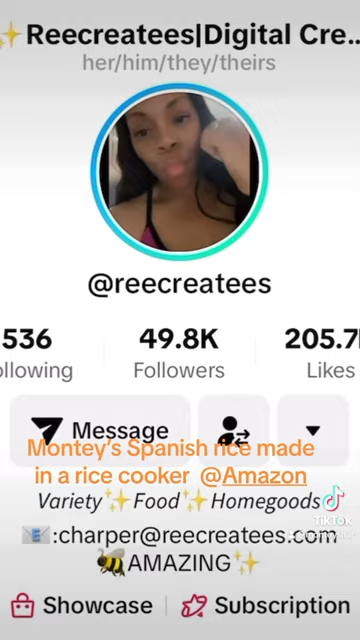 ✨Reecreatees|Digital Cre...
her/him/they/theirs
@reecreatees
536 49.8K 205.7
ollowing Followers Likes
Message
Montey's Spanish rice made
in a rice cooker @Amazon
Variety✨Food✨Homegoods
TikTok
📧:charper@reecreatees.com
🐝AMAZING✨
Showcase Subscription